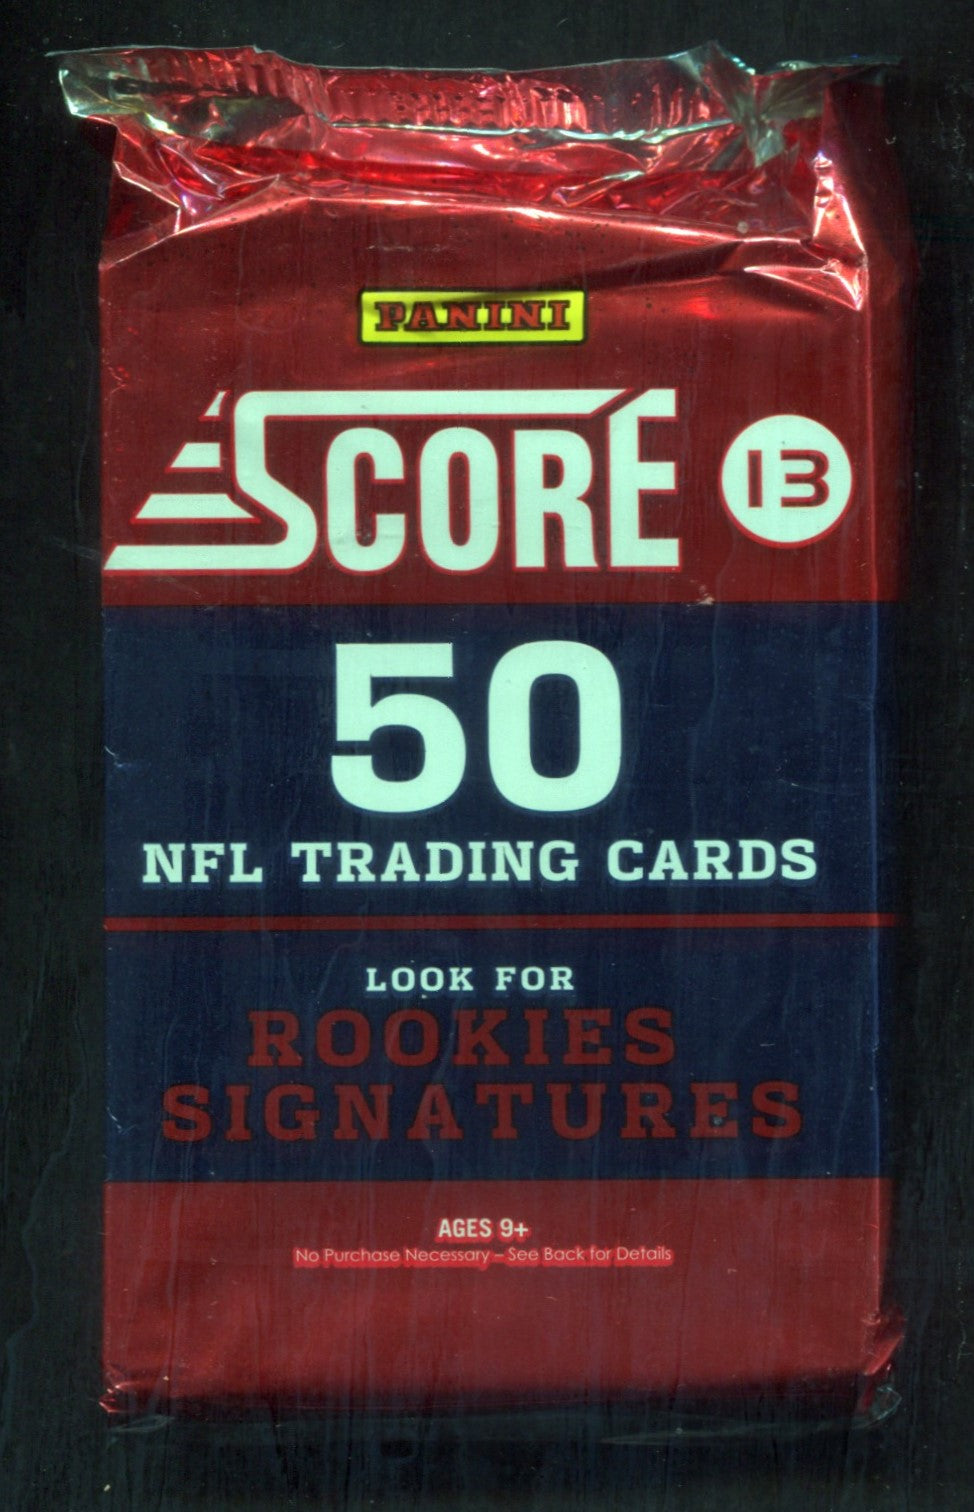 PANINI
SCORE 13
50
NFL TRADING CARDS
LOOK FOR
ROOKIES
SIGNATURES
AGES 9+
No Purchase Necessary – See Back for Details